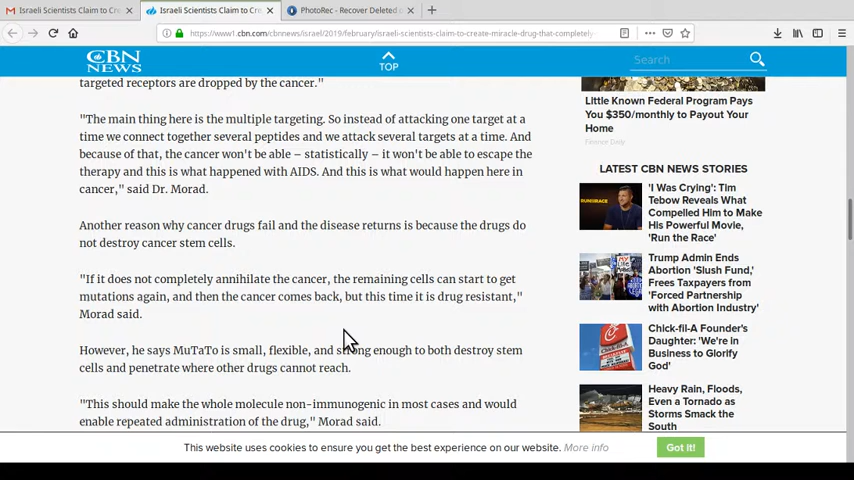 Israeli Scientists Claim to Cre
Israeli Scientists Claim to Cre
PhotoRec - Recover Deleted
https://www1.cbn.com/cbnnews/israel/2019/february/israeli-scientists-claim-to-create-miracle-drug-that-completely-
CBN
NEWS
TOP
Search
targeted receptors are dropped by the cancer."
"The main thing here is the multiple targeting. So instead of attacking one target at a
time we connect together several peptides and we attack several targets at a time. And
because of that, the cancer won't be able – statistically – it won't be able to escape the
therapy and this is what happened with AIDS. And this is what would happen here in
cancer," said Dr. Morad.
Another reason why cancer drugs fail and the disease returns is because the drugs do
not destroy cancer stem cells.
"If it does not completely annihilate the cancer, the remaining cells can start to get
mutations again, and then the cancer comes back, but this time it is drug resistant,"
Morad said.
However, he says MuTaTo is small, flexible, and strong enough to both destroy stem
cells and penetrate where other drugs cannot reach.
"This should make the whole molecule non-immunogenic in most cases and would
enable repeated administration of the drug," Morad said.
Little Known Federal Program Pays
You $350/monthly to Payout Your
Home
Finance Daily
LATEST CBN NEWS STORIES
'I Was Crying': Tim
Tebow Reveals What
Compelled Him to Make
His Powerful Movie,
'Run the Race'
Trump Admin Ends
Abortion 'Slush Fund,'
Frees Taxpayers from
'Forced Partnership
with Abortion Industry'
Chick-fil-A Founder's
Daughter: 'We're in
Business to Glorify
God'
Heavy Rain, Floods,
Even a Tornado as
Storms Smack the
South
This website uses cookies to ensure you get the best experience on our website. More info
Got it!